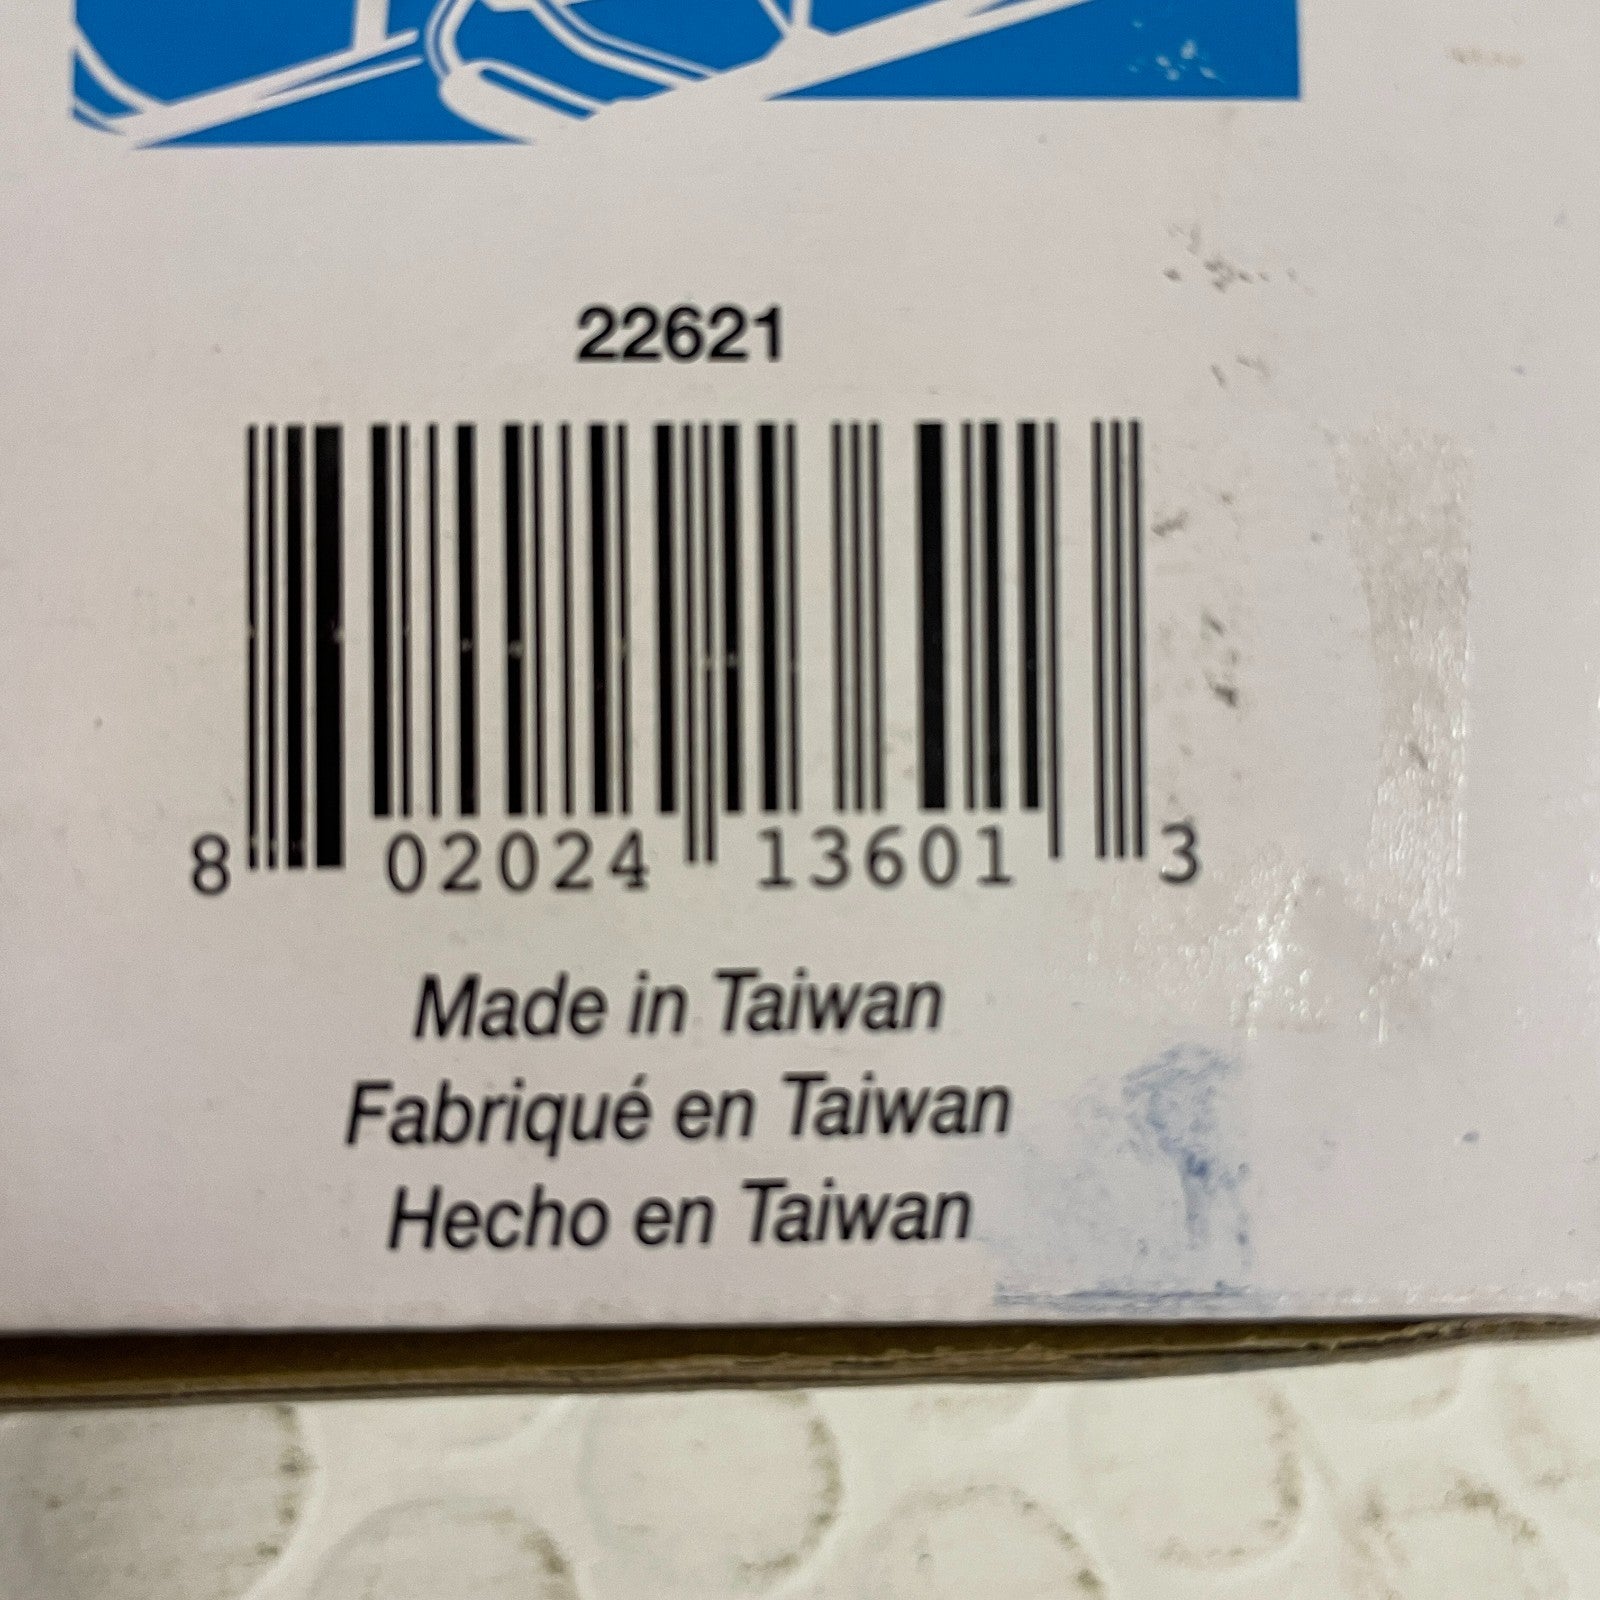 22621
8 02024 13601 3
Made in Taiwan
Fabriqué en Taiwan
Hecho en Taiwan